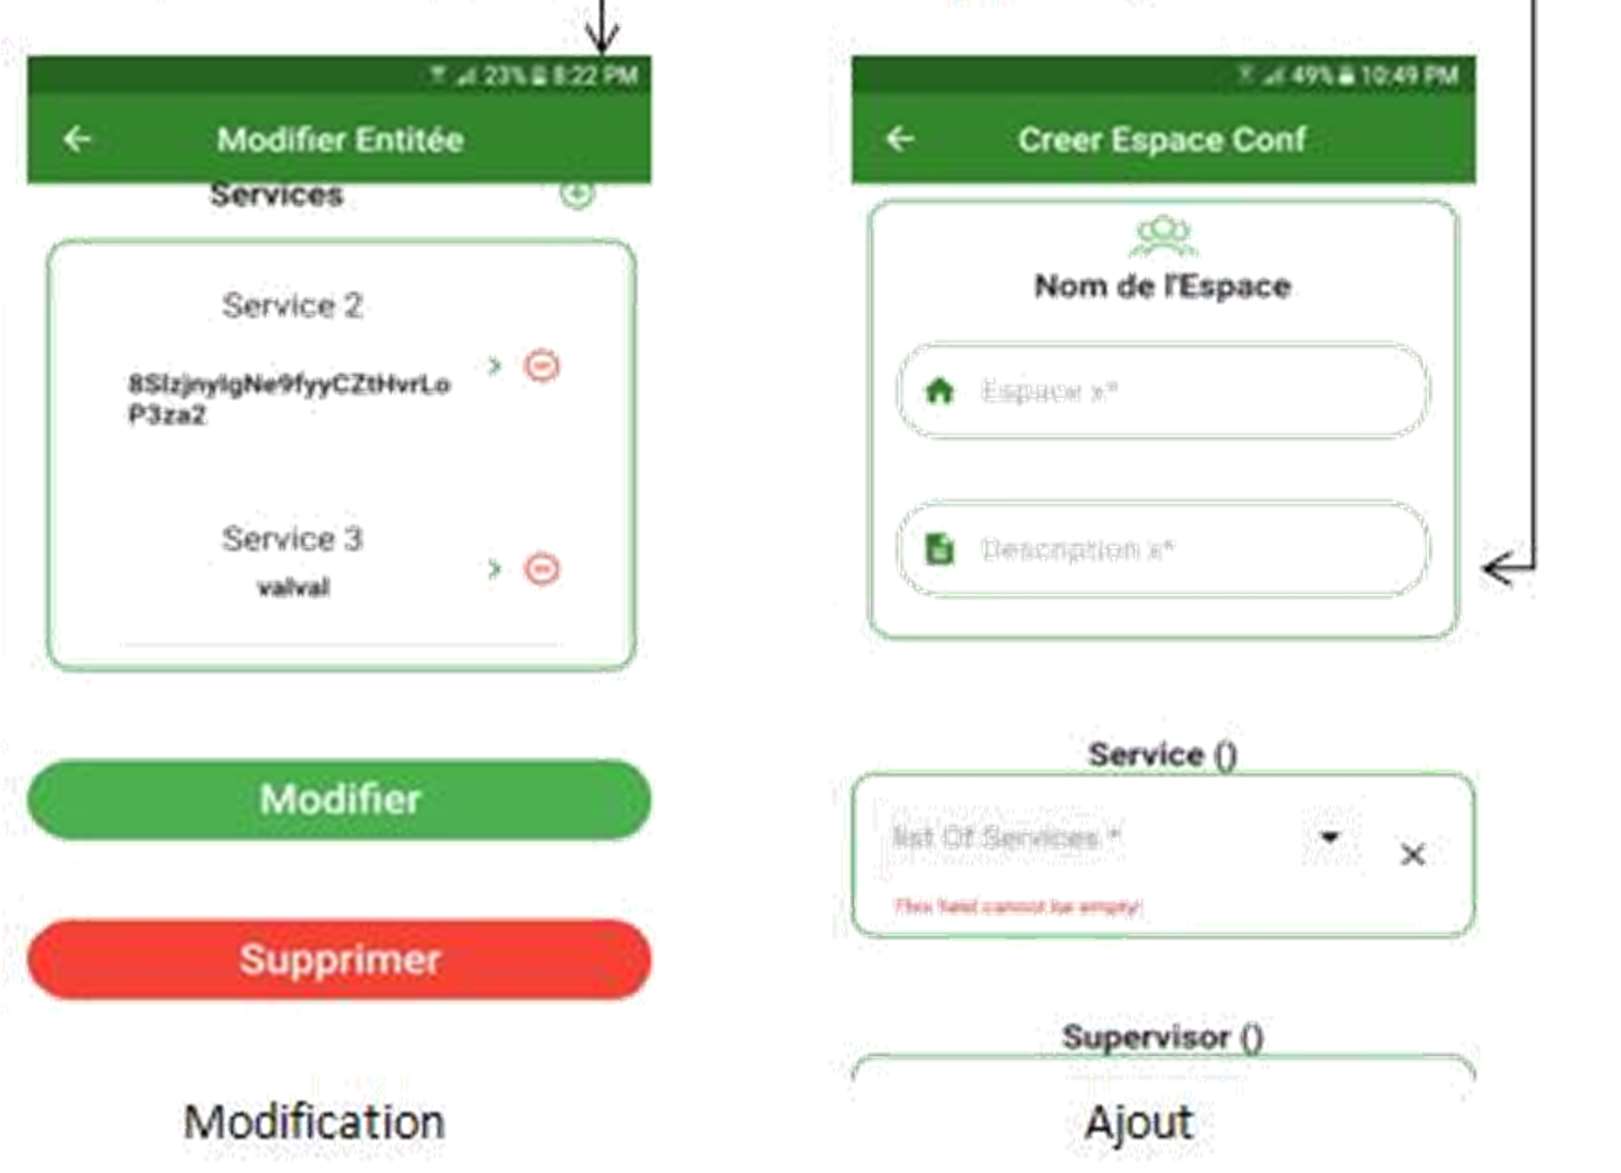 23% 8:22 PM
Modifier Entitée
Services
Service 2
8SIzjnyIgNe9fyyCZtHvrLo
P3za2
Service 3
valval
Modifier
Supprimer
Modification
49% 10:49 PM
Creer Espace Conf
Nom de l'Espace
Espace x*
Description x*
Service ()
list Of Services *
This field cannot be empty!
Supervisor ()
Ajout